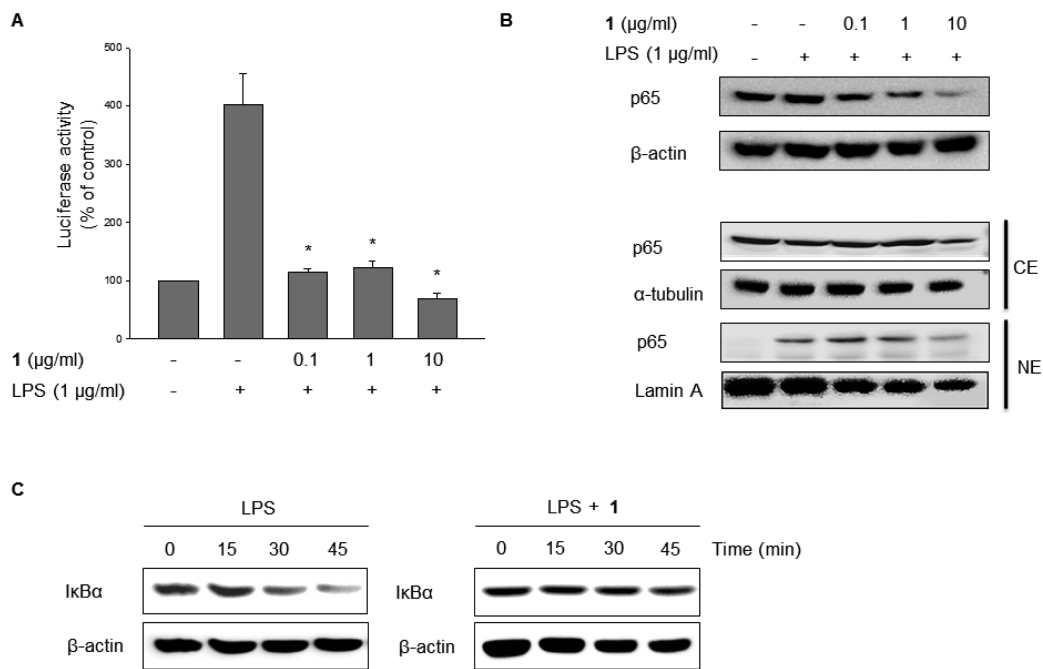 A
Luciferase activity
(% of control)
500
400
300
200
100
0
1 (μg/ml) - - 0.1 1 10
LPS (1 μg/ml) - + + + +
* * *
B
1 (μg/ml) - - 0.1 1 10
LPS (1 μg/ml) - + + + +
p65
β-actin
p65
α-tubulin
CE
p65
Lamin A
NE
C
LPS
0 15 30 45
IκBα
β-actin
LPS + 1
0 15 30 45 Time (min)
IκBα
β-actin